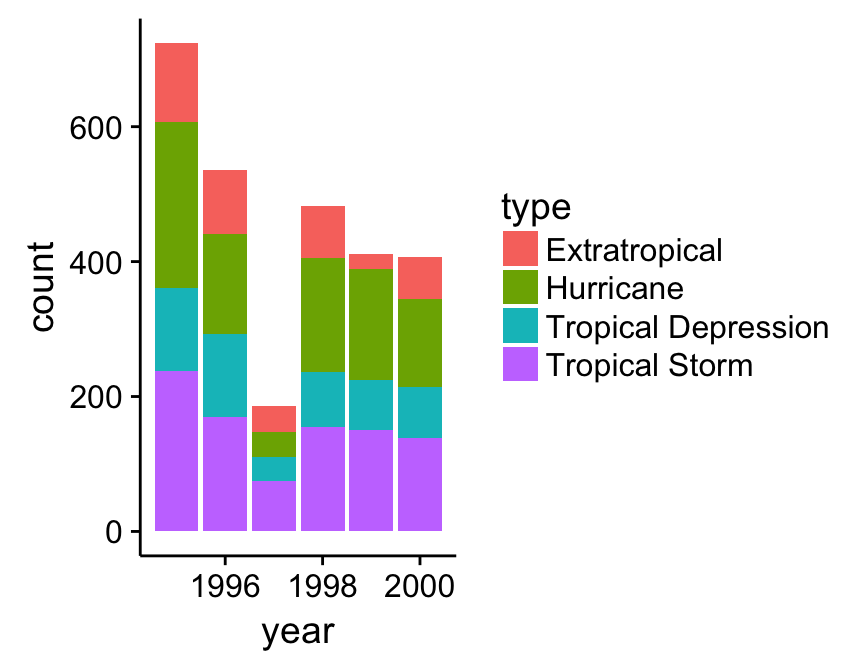 600
400
200
0
count
1996
1998
2000
year
type
Extratropical
Hurricane
Tropical Depression
Tropical Storm